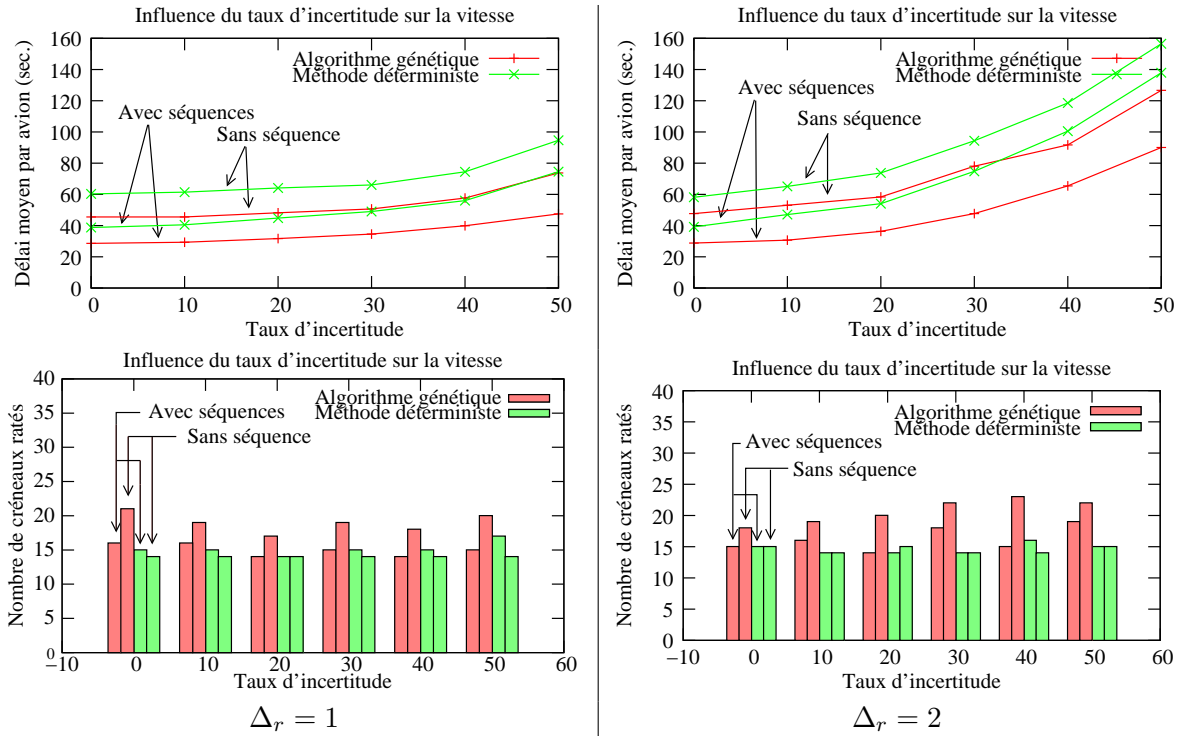 Influence du taux d'incertitude sur la vitesse
Délai moyen par avion (sec.)
160
140
120
100
80
60
40
20
0
Algorithme génétique
Méthode déterministe
Avec séquences
Sans séquence
0 10 20 30 40 50
Taux d'incertitude
Influence du taux d'incertitude sur la vitesse
Délai moyen par avion (sec.)
160
140
120
100
80
60
40
20
0
Algorithme génétique
Méthode déterministe
Avec séquences
Sans séquence
0 10 20 30 40 50
Taux d'incertitude
Influence du taux d'incertitude sur la vitesse
Nombre de créneaux ratés
40
35
30
25
20
15
10
5
0
Algorithme génétique
Méthode déterministe
Avec séquences
Sans séquence
−10 0 10 20 30 40 50 60
Taux d'incertitude
Δr = 1
Influence du taux d'incertitude sur la vitesse
Nombre de créneaux ratés
40
35
30
25
20
15
10
5
0
Algorithme génétique
Méthode déterministe
Avec séquences
Sans séquence
−10 0 10 20 30 40 50 60
Taux d'incertitude
Δr = 2